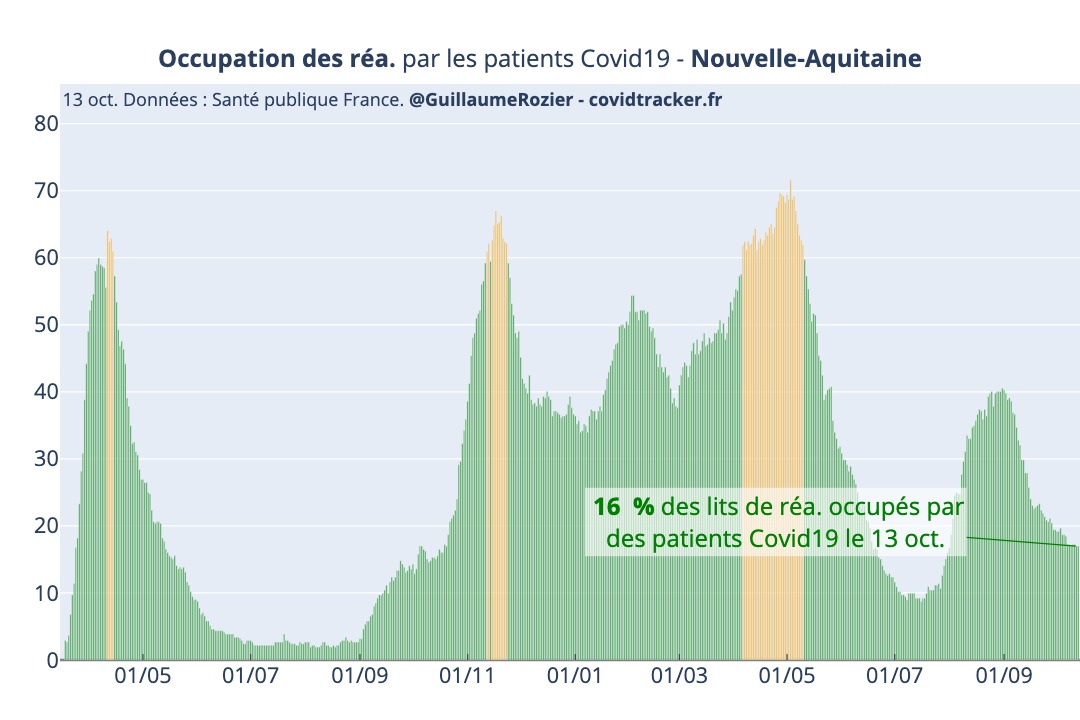 Occupation des réa. par les patients Covid19 - Nouvelle-Aquitaine
13 oct. Données : Santé publique France. @GuillaumeRozier - covidtracker.fr
80
70
60
50
40
30
20
10
0
16 % des lits de réa. occupés par
des patients Covid19 le 13 oct.
01/05 01/07 01/09 01/11 01/01 01/03 01/05 01/07 01/09